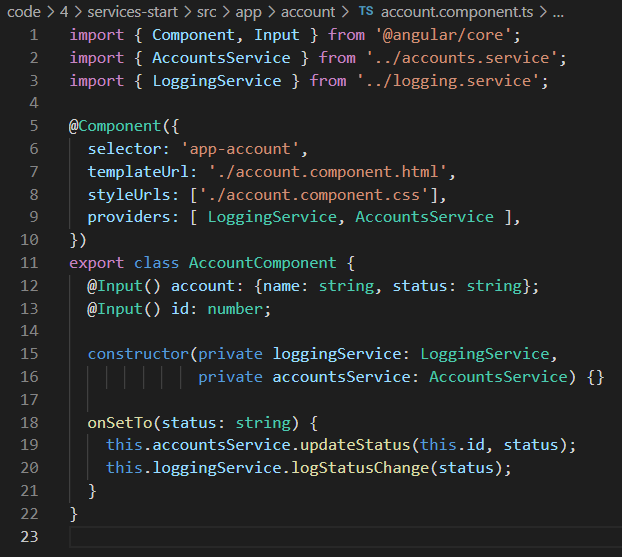 code > 4 > services-start > src > app > account > TS account.component.ts > ...
1 import { Component, Input } from '@angular/core';
2 import { AccountsService } from '../accounts.service';
3 import { LoggingService } from '../logging.service';
4
5 @Component({
6   selector: 'app-account',
7   templateUrl: './account.component.html',
8   styleUrls: ['./account.component.css'],
9   providers: [ LoggingService, AccountsService ],
10 })
11 export class AccountComponent {
12   @Input() account: {name: string, status: string};
13   @Input() id: number;
14
15   constructor(private loggingService: LoggingService,
16               private accountsService: AccountsService) {}
17
18   onSetTo(status: string) {
19     this.accountsService.updateStatus(this.id, status);
20     this.loggingService.logStatusChange(status);
21   }
22 }
23